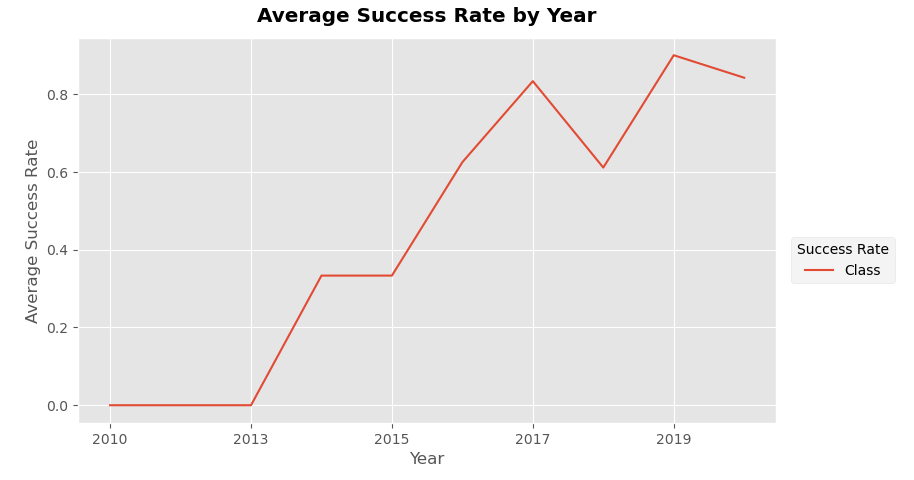 Average Success Rate by Year
Average Success Rate
0.8
0.6
0.4
0.2
0.0
2010 2013 2015 2017 2019
Year
Success Rate
Class